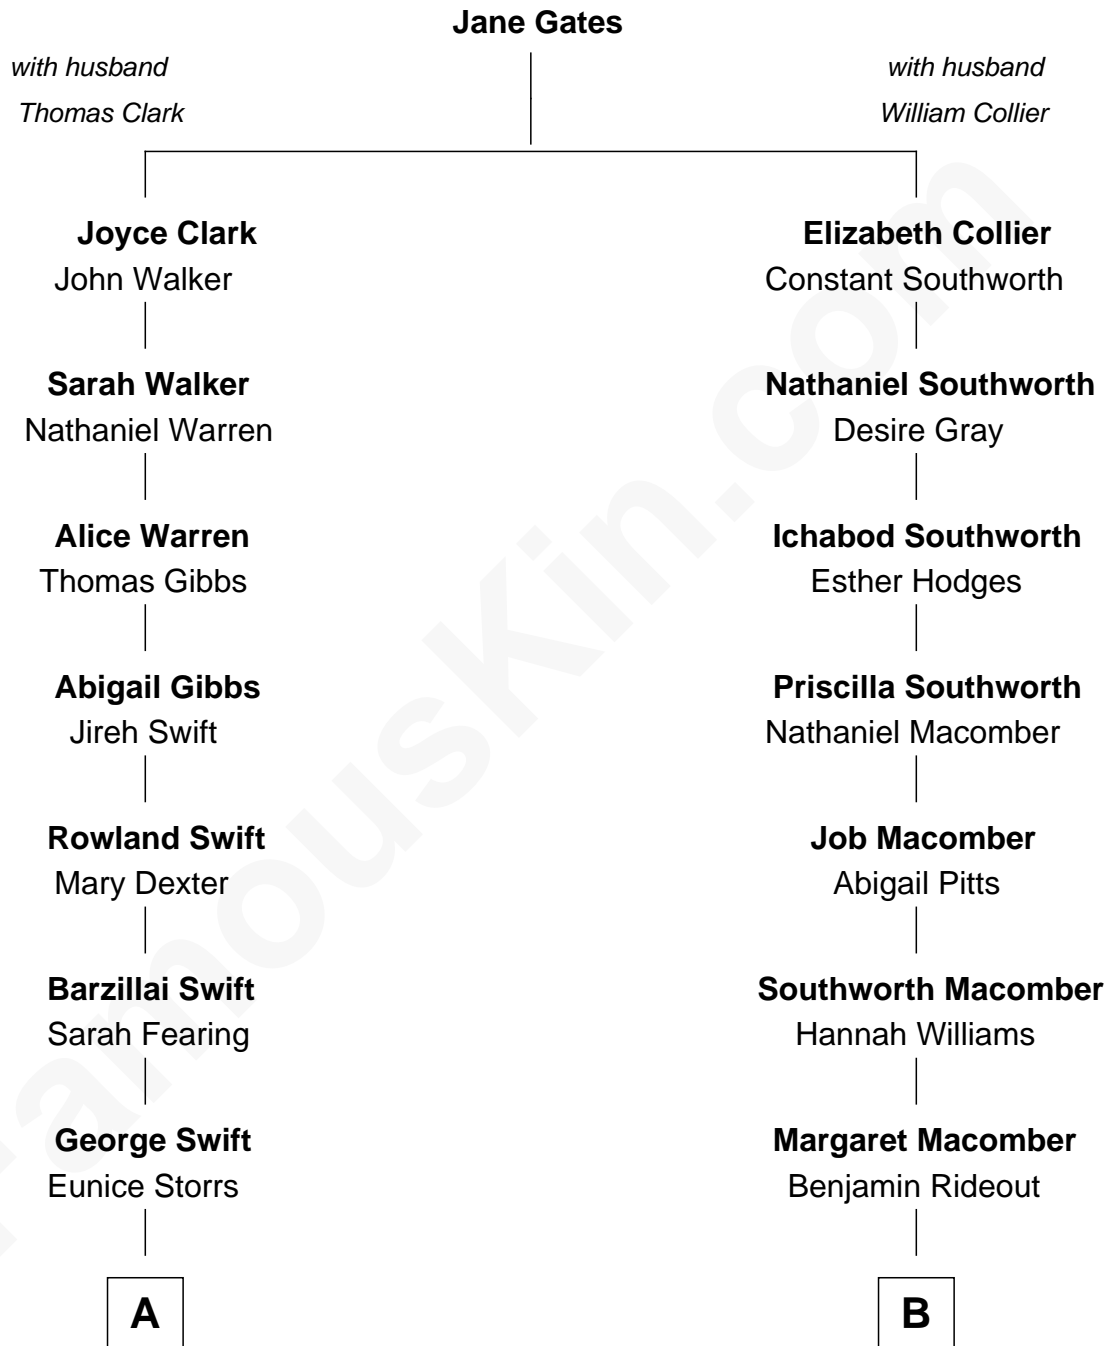 Jane Gates
with husband
Thomas Clark
with husband
William Collier
Joyce Clark
John Walker
Sarah Walker
Nathaniel Warren
Alice Warren
Thomas Gibbs
Abigail Gibbs
Jireh Swift
Rowland Swift
Mary Dexter
Barzillai Swift
Sarah Fearing
George Swift
Eunice Storrs
A
Elizabeth Collier
Constant Southworth
Nathaniel Southworth
Desire Gray
Ichabod Southworth
Esther Hodges
Priscilla Southworth
Nathaniel Macomber
Job Macomber
Abigail Pitts
Southworth Macomber
Hannah Williams
Margaret Macomber
Benjamin Rideout
B
FamousKin.com